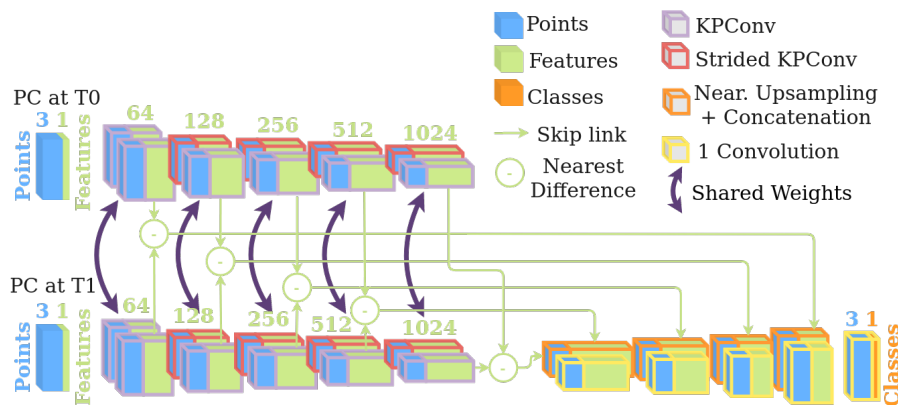 Points
Features
Classes
Skip link
-
Nearest
Difference
KPConv
Strided KPConv
Near. Upsampling
+ Concatenation
1 Convolution
Shared Weights
PC at T0
3 1
Points
Features
64
128
256
512
1024
-
-
-
-
PC at T1
3 1
Points
Features
64
128
256
512
1024
-
3 1
Classes